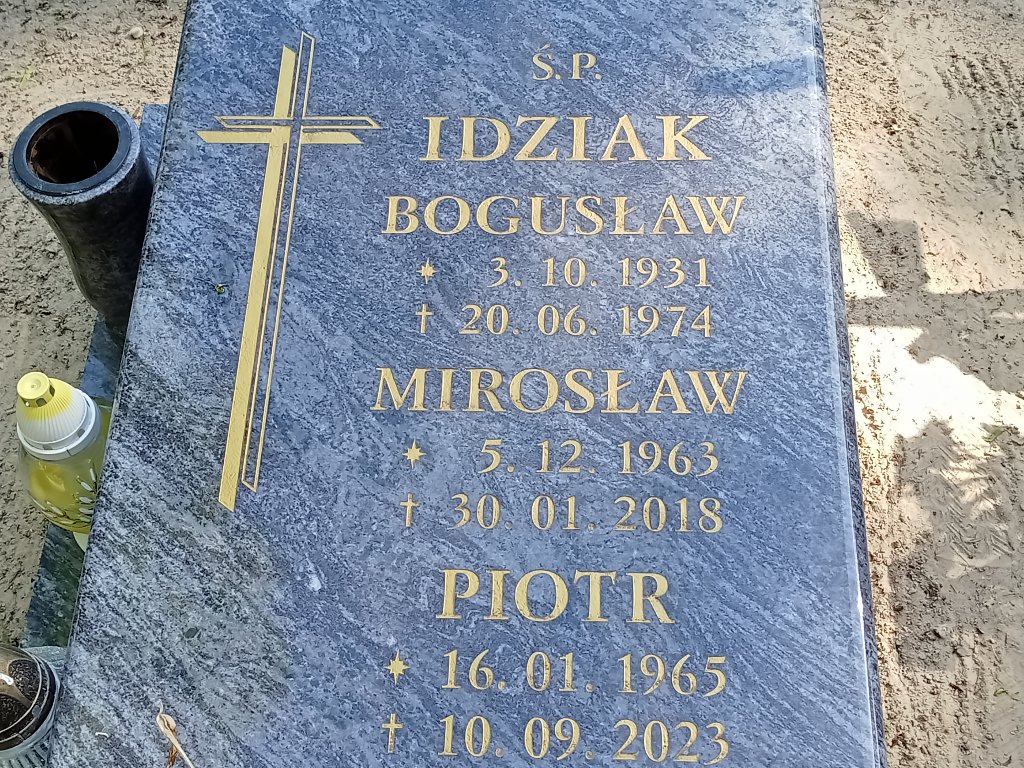 Ś.P.
IDZIAK
BOGUSŁAW
* 3. 10. 1931
† 20. 06. 1974
MIROSŁAW
* 5. 12. 1963
† 30. 01. 2018
PIOTR
* 16. 01. 1965
† 10. 09. 2023